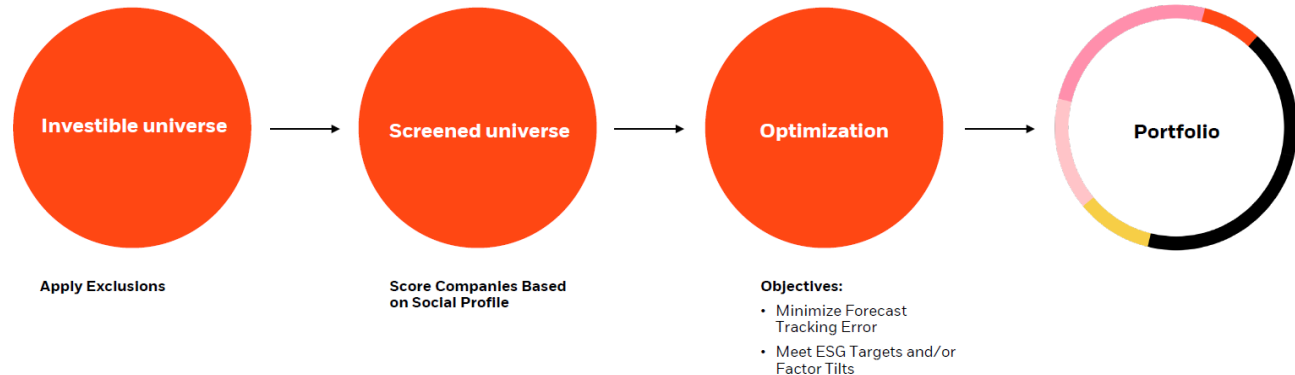 Investible universe
Screened universe
Optimization
Portfolio
Apply Exclusions
Score Companies Based
on Social Profile
Objectives:
• Minimize Forecast
Tracking Error
• Meet ESG Targets and/or
Factor Tilts